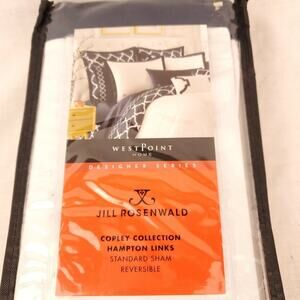 WESTPOINT
HOME
DESIGNER SERIES
JILL ROSENWALD
COPLEY COLLECTION
HAMPTON LINKS
STANDARD SHAM
REVERSIBLE